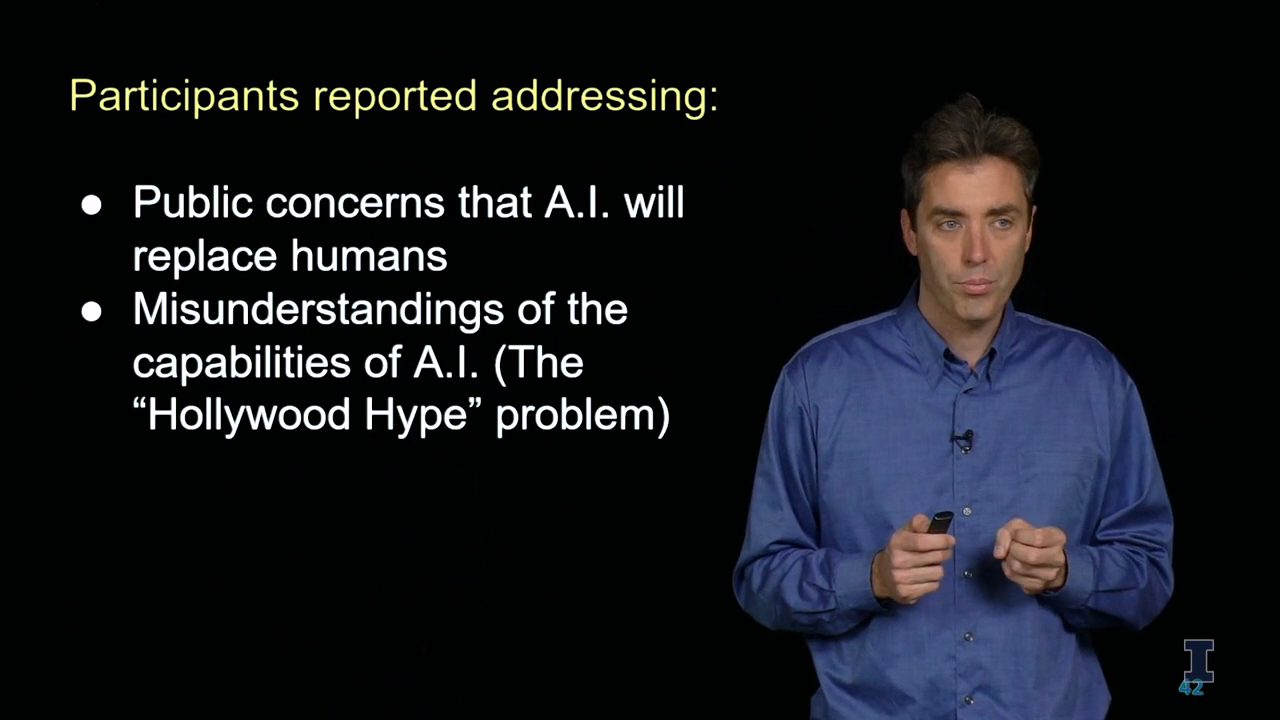 Participants reported addressing:
● Public concerns that A.I. will
replace humans
● Misunderstandings of the
capabilities of A.I. (The
“Hollywood Hype” problem)
I
42